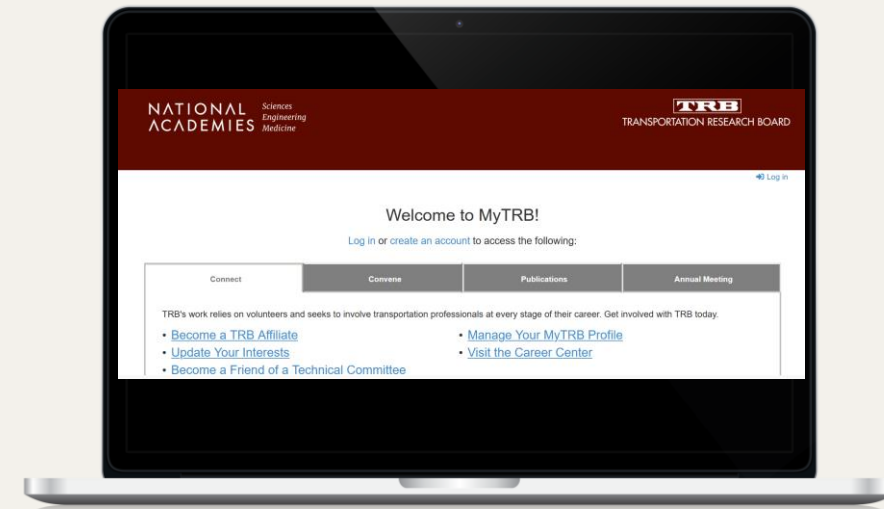 NATIONAL ACADEMIES
Sciences
Engineering
Medicine
TRB
TRANSPORTATION RESEARCH BOARD
Log in
Welcome to MyTRB!
Log in or create an account to access the following:
Connect
Convene
Publications
Annual Meeting
TRB's work relies on volunteers and seeks to involve transportation professionals at every stage of their career. Get involved with TRB today.
• Become a TRB Affiliate
• Update Your Interests
• Become a Friend of a Technical Committee
• Manage Your MyTRB Profile
• Visit the Career Center